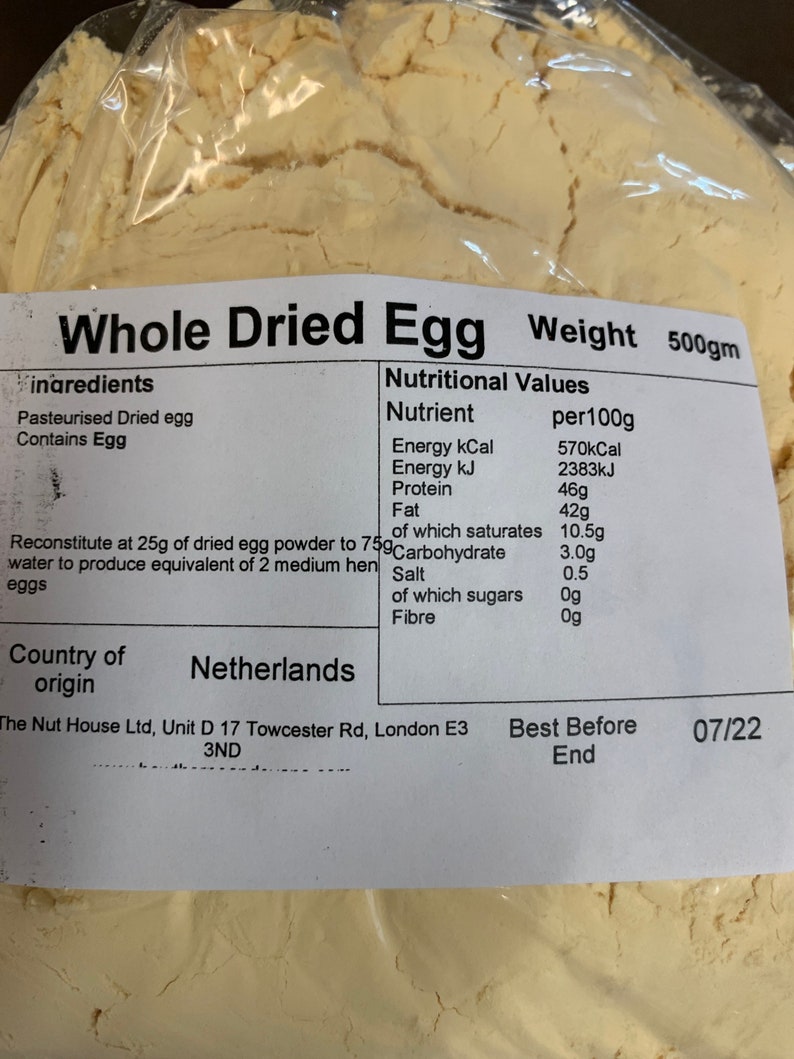 Whole Dried Egg Weight 500gm
ingredients
Pasteurised Dried egg
Contains Egg
Reconstitute at 25g of dried egg powder to 75g
water to produce equivalent of 2 medium hen
eggs
Nutritional Values
Nutrient per100g
Energy kCal 570kCal
Energy kJ 2383kJ
Protein 46g
Fat 42g
of which saturates 10.5g
Carbohydrate 3.0g
Salt 0.5
of which sugars 0g
Fibre 0g
Country of
origin
Netherlands
The Nut House Ltd, Unit D 17 Towcester Rd, London E3
3ND
Best Before
End
07/22